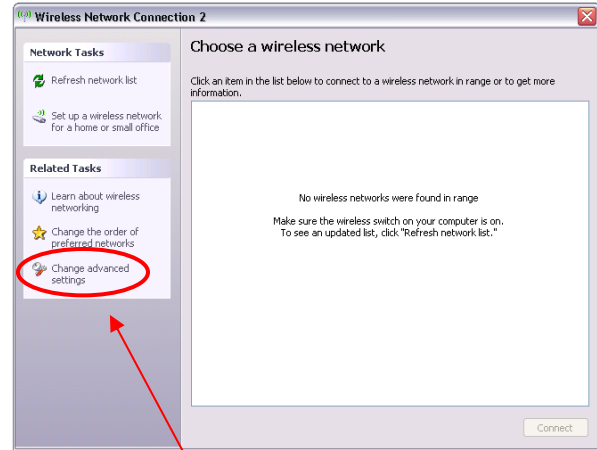 Wireless Network Connection 2
Network Tasks
Refresh network list
Set up a wireless network
for a home or small office
Related Tasks
Learn about wireless
networking
Change the order of
preferred networks
Change advanced
settings
Choose a wireless network
Click an item in the list below to connect to a wireless network in range or to get more
information.
No wireless networks were found in range
Make sure the wireless switch on your computer is on.
To see an updated list, click "Refresh network list."
Connect